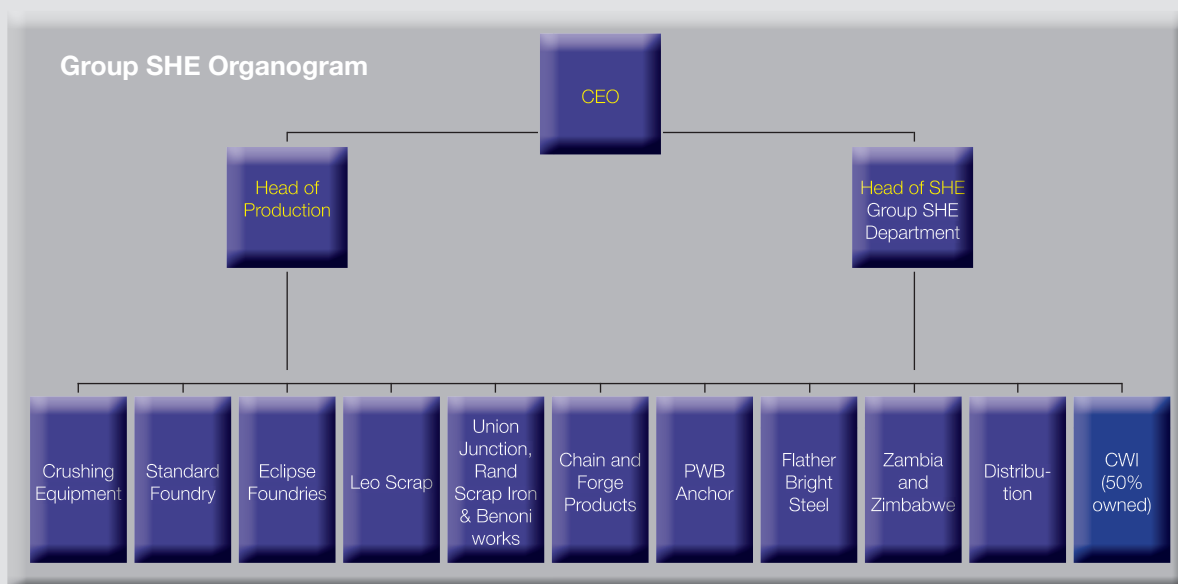 Group SHE Organogram
CEO
Head of
Production
Head of SHE
Group SHE
Department
Crushing
Equipment
Standard
Foundry
Eclipse
Foundries
Leo Scrap
Union
Junction,
Rand
Scrap Iron
& Benoni
works
Chain and
Forge
Products
PWB
Anchor
Flather
Bright
Steel
Zambia
and
Zimbabwe
Distribu-
tion
CWI
(50%
owned)